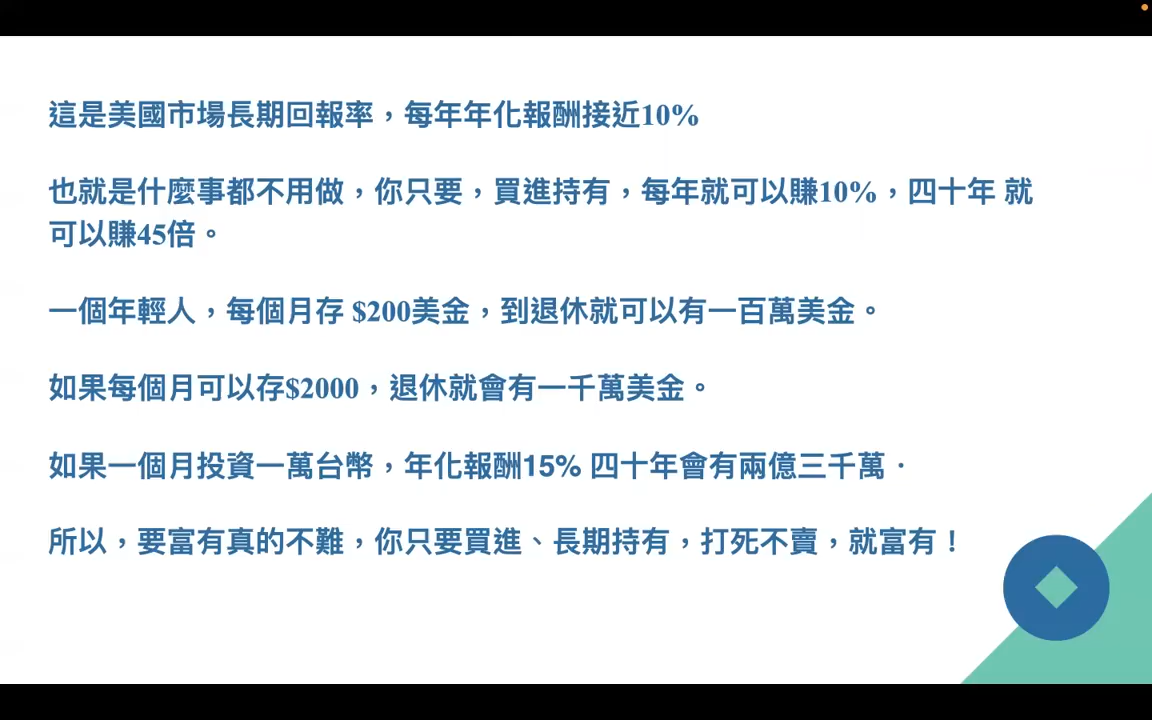 這是美國市場長期回報率，每年年化報酬接近10%
也就是什麼事都不用做，你只要，買進持有，每年就可以賺10%，四十年 就
可以賺45倍。
一個年輕人，每個月存 $200美金，到退休就可以有一百萬美金。
如果每個月可以存$2000，退休就會有一千萬美金。
如果一個月投資一萬台幣，年化報酬15% 四十年會有兩億三千萬．
所以，要富有真的不難，你只要買進、長期持有，打死不賣，就富有！